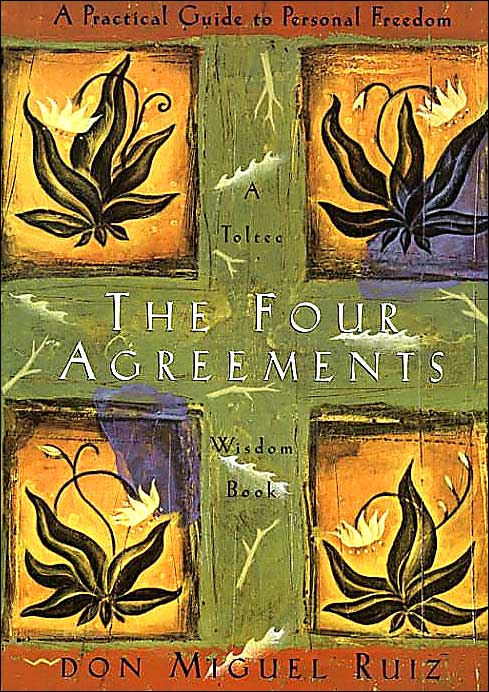 A Practical Guide to Personal Freedom
A
Toltec
THE FOUR
AGREEMENTS
Wisdom
Book
DON MIGUEL RUIZ